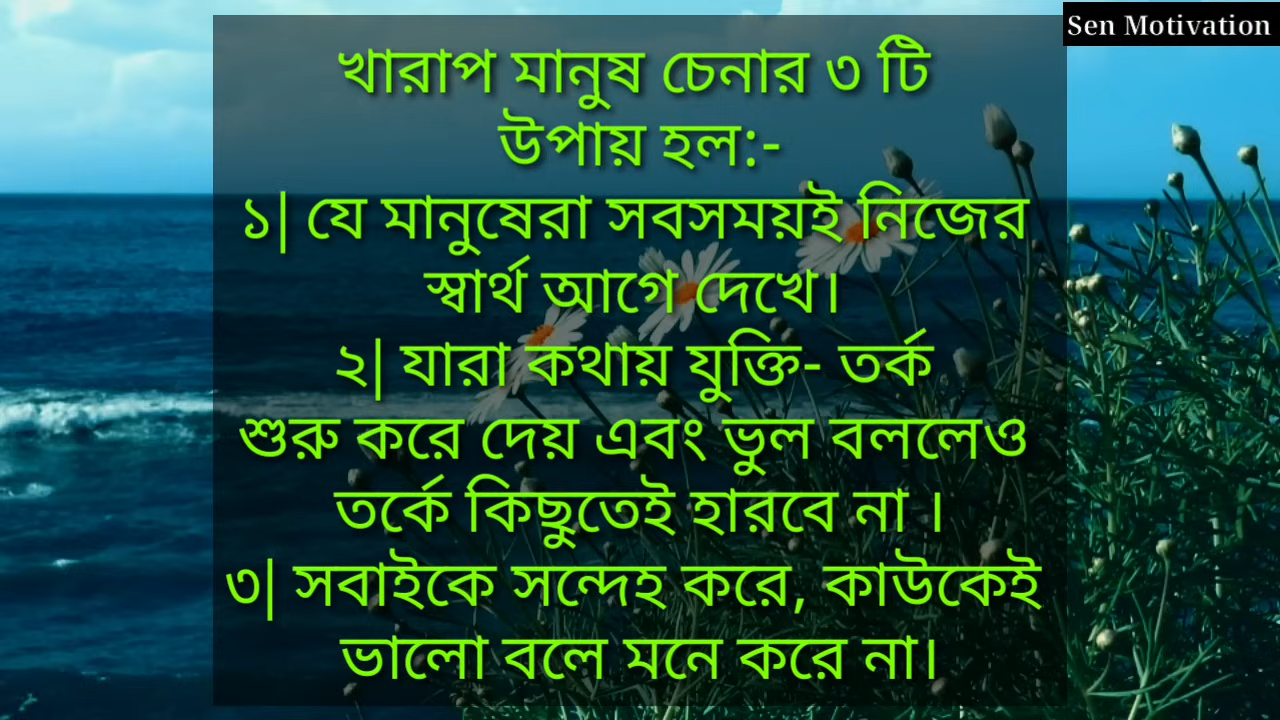 Sen Motivation
খারাপ মানুষ চেনার ৩ টি
উপায় হল:-
১| যে মানুষেরা সবসময়ই নিজের
স্বার্থ আগে দেখে।
২| যারা কথায় যুক্তি- তর্ক
শুরু করে দেয় এবং ভুল বললেও
তর্কে কিছুতেই হারবে না ।
৩| সবাইকে সন্দেহ করে, কাউকেই
ভালো বলে মনে করে না।